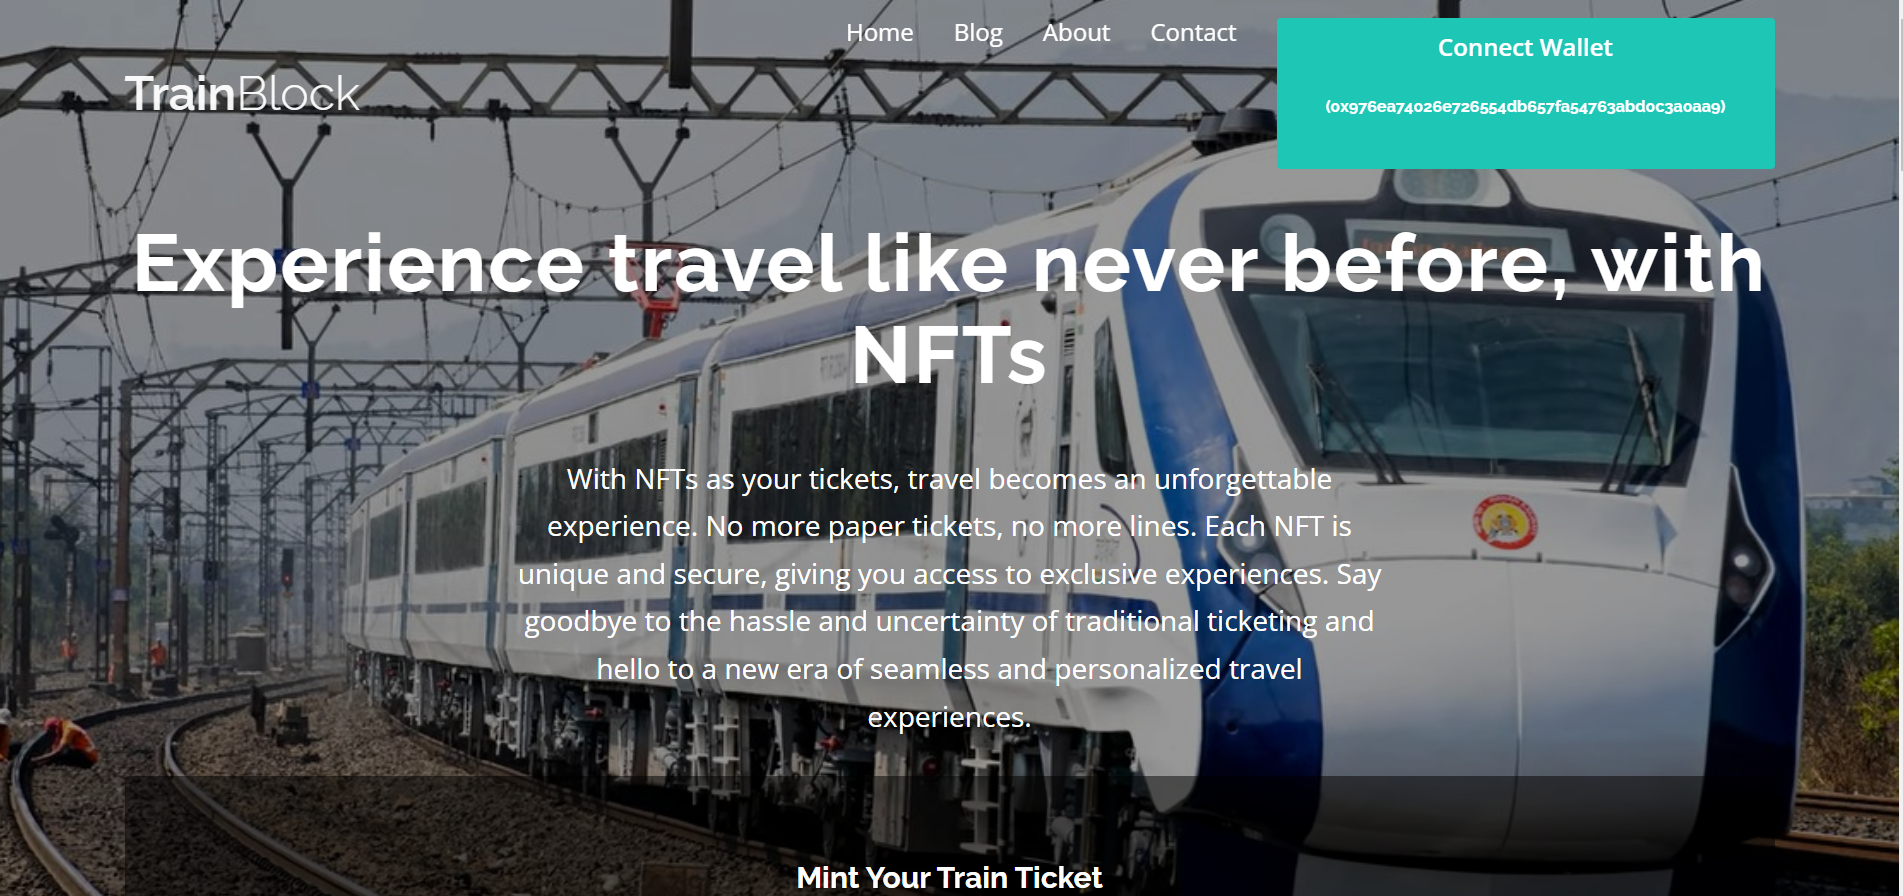 Home Blog About Contact
Connect Wallet
(0x976ea74026e726554db657fa54763abd0c3a0aa9)
TrainBlock
Experience travel like never before, with
NFTs
With NFTs as your tickets, travel becomes an unforgettable
experience. No more paper tickets, no more lines. Each NFT is
unique and secure, giving you access to exclusive experiences. Say
goodbye to the hassle and uncertainty of traditional ticketing and
hello to a new era of seamless and personalized travel
experiences.
Mint Your Train Ticket